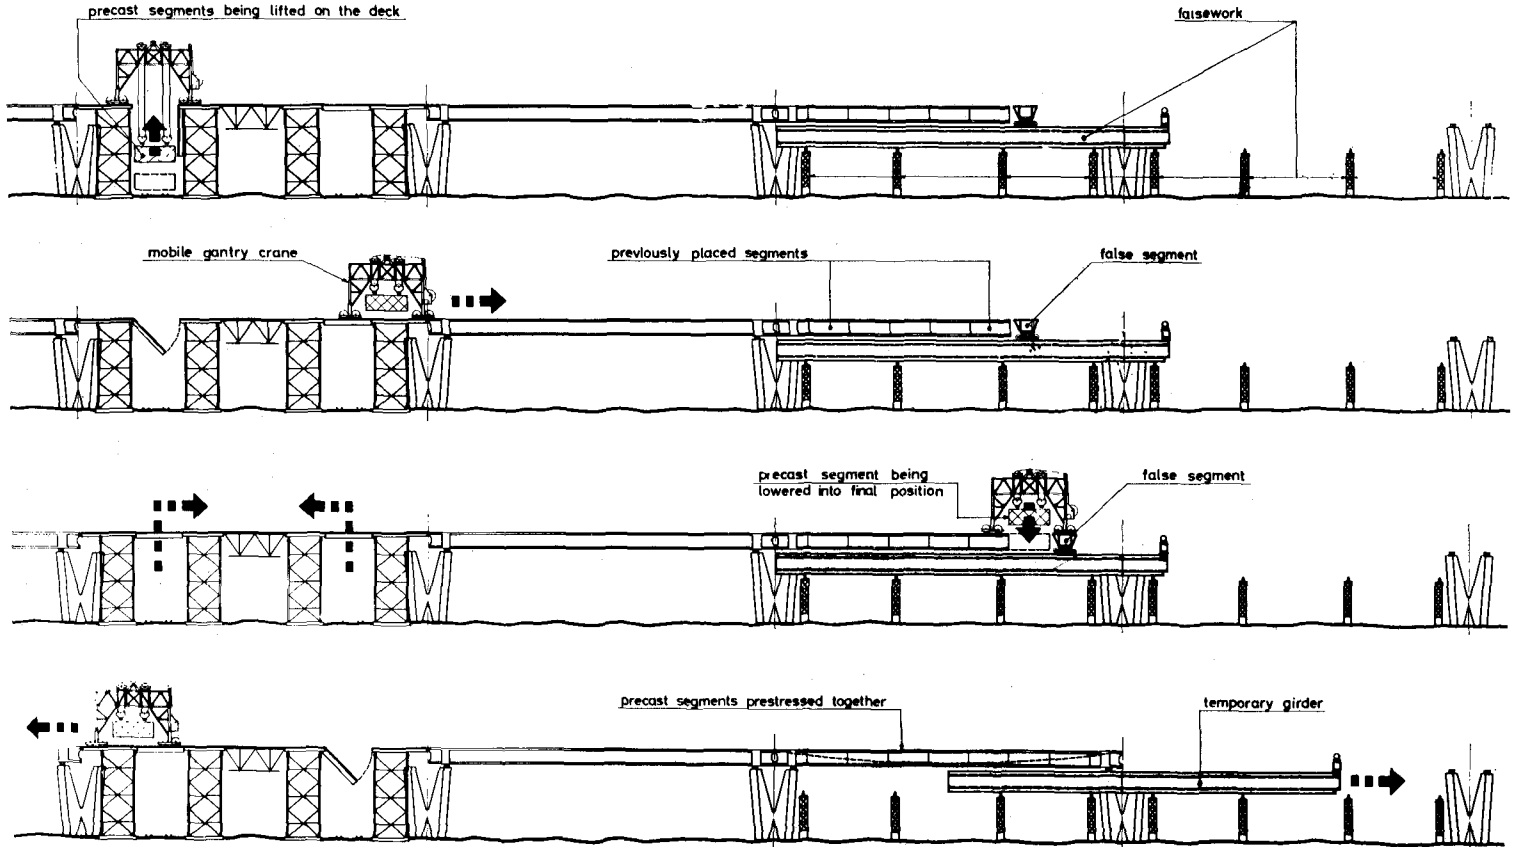 precast segments being lifted on the deck
falsework
mobile gantry crane
previously placed segments
false segment
precast segment being
lowered into final position
false segment
precast segments prestressed together
temporary girder